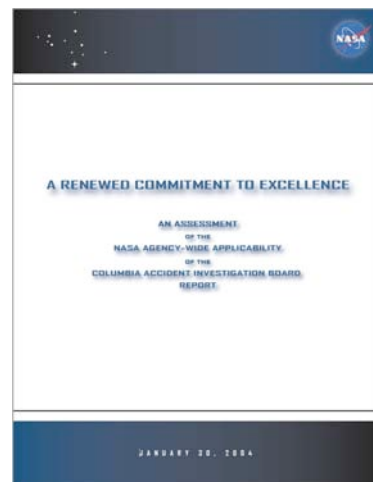 NASA
A RENEWED COMMITMENT TO EXCELLENCE
AN ASSESSMENT
OF THE
NASA AGENCY-WIDE APPLICABILITY
OF THE
COLUMBIA ACCIDENT INVESTIGATION BOARD
REPORT
JANUARY 30, 2004